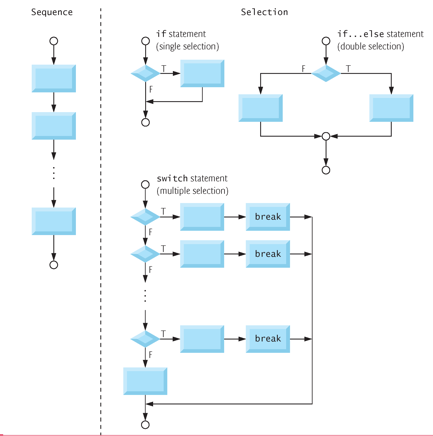 Sequence
Selection
if statement
(single selection)
T
F
if...else statement
(double selection)
F
T
switch statement
(multiple selection)
T
break
F
T
break
F
T
break
F